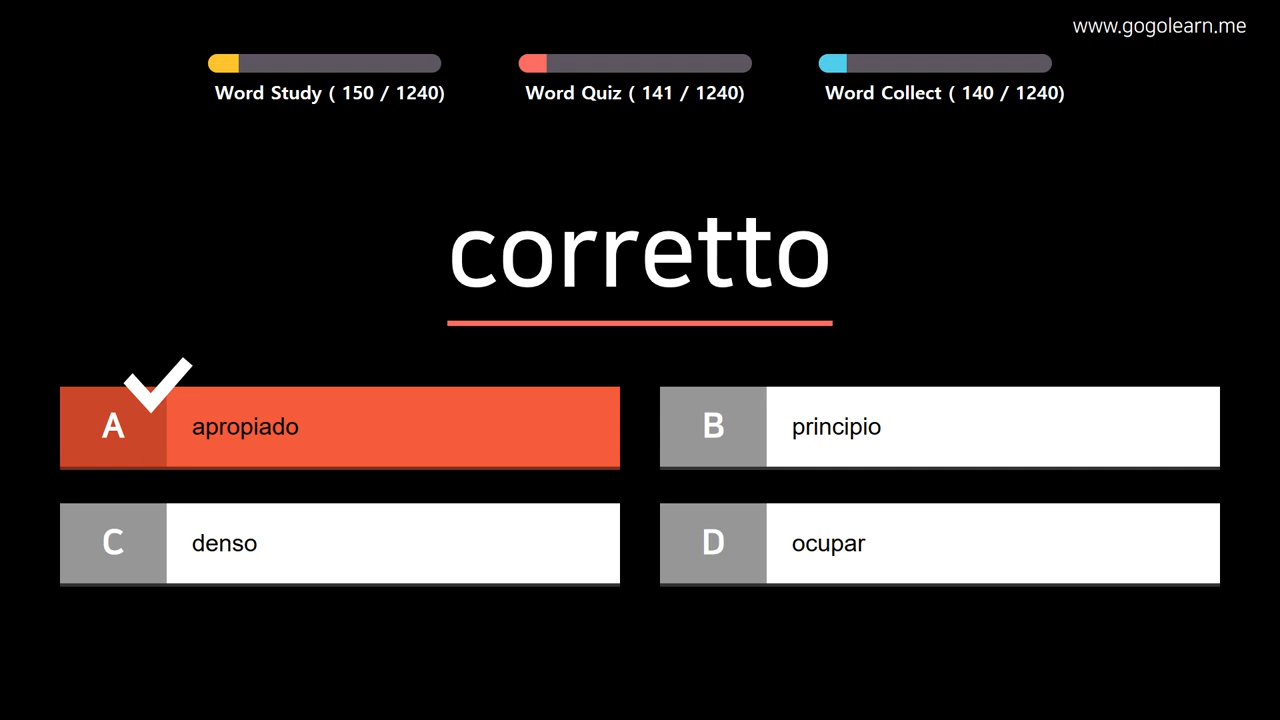 www.gogolearn.me
Word Study ( 150 / 1240)
Word Quiz ( 141 / 1240)
Word Collect ( 140 / 1240)
corretto
A
apropiado
B
principio
C
denso
D
ocupar